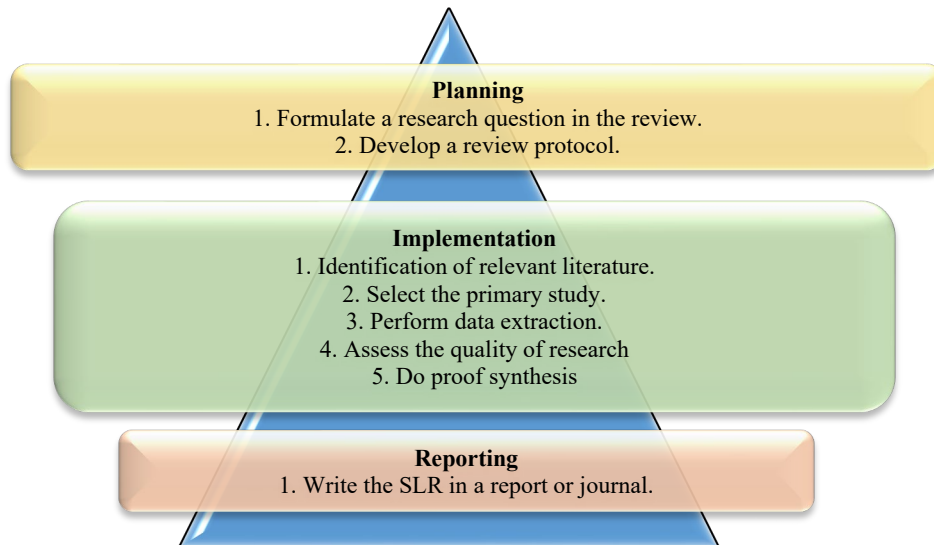 Planning
1. Formulate a research question in the review.
2. Develop a review protocol.
Implementation
1. Identification of relevant literature.
2. Select the primary study.
3. Perform data extraction.
4. Assess the quality of research
5. Do proof synthesis
Reporting
1. Write the SLR in a report or journal.